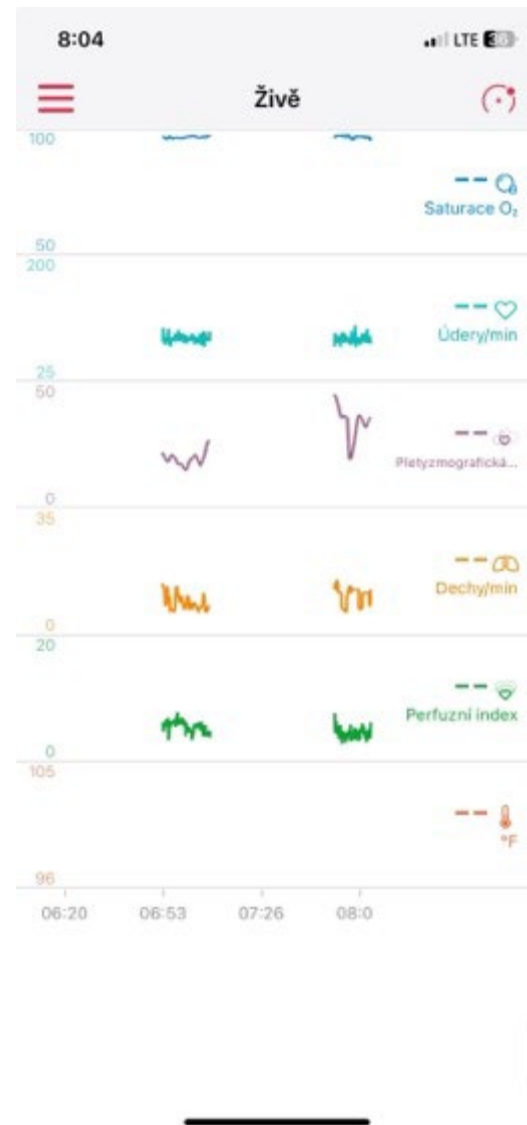 8:04
LTE 36
Živě
100
-- 
Saturace O₂
50
200
--
Údery/min
25
50
--
Pletyzmografická...
0
35
--
Dechy/min
0
20
--
Perfuzní index
0
105
--
°F
96
06:20 06:53 07:26 08:0